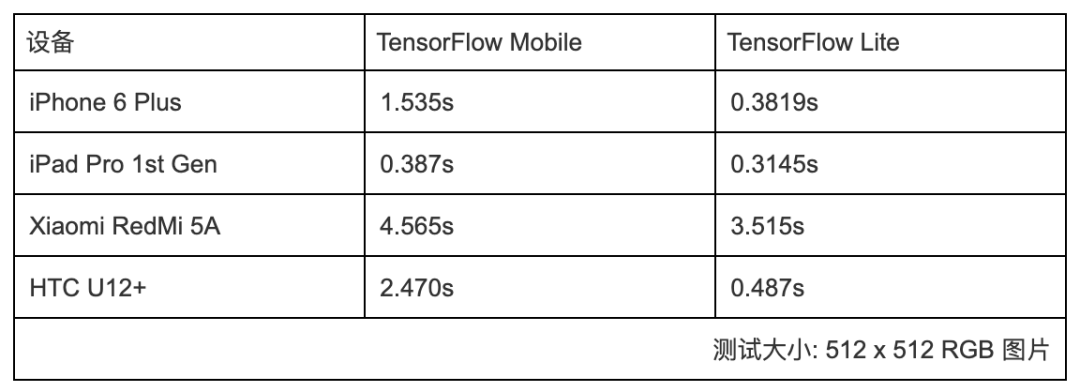 设备 TensorFlow Mobile TensorFlow Lite
iPhone 6 Plus 1.535s 0.3819s
iPad Pro 1st Gen 0.387s 0.3145s
Xiaomi RedMi 5A 4.565s 3.515s
HTC U12+ 2.470s 0.487s
测试大小: 512 x 512 RGB 图片